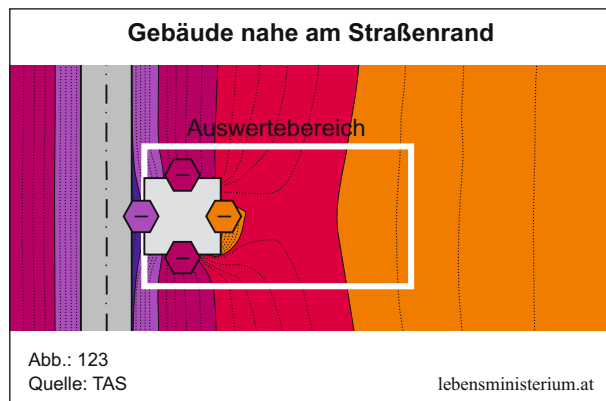 Gebäude nahe am Straßenrand
Auswertebereich
Abb.: 123
Quelle: TAS
lebensministerium.at